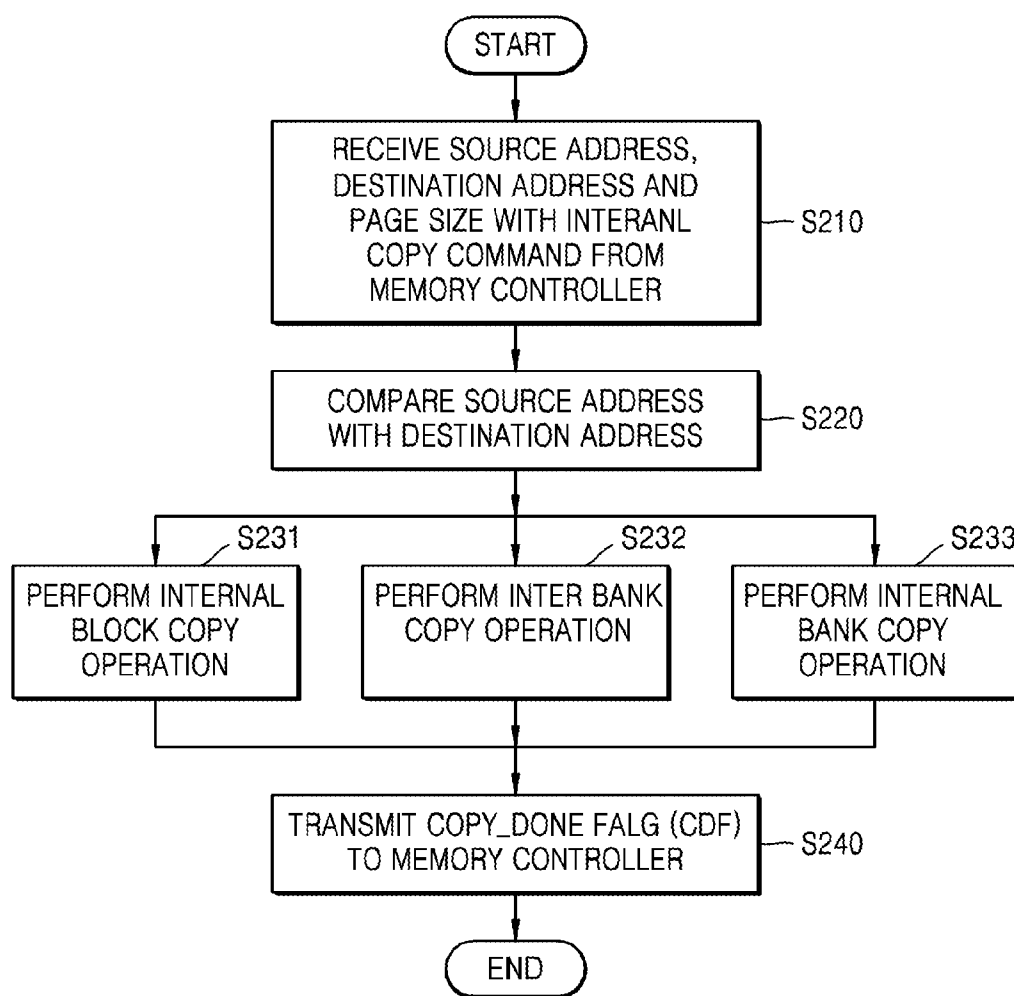 START
RECEIVE SOURCE ADDRESS,
DESTINATION ADDRESS AND
PAGE SIZE WITH INTERANL
COPY COMMAND FROM
MEMORY CONTROLLER
S210
COMPARE SOURCE ADDRESS
WITH DESTINATION ADDRESS
S220
S231
PERFORM INTERNAL
BLOCK COPY
OPERATION
S232
PERFORM INTER BANK
COPY OPERATION
S233
PERFORM INTERNAL
BANK COPY
OPERATION
TRANSMIT COPY_DONE FALG (CDF)
TO MEMORY CONTROLLER
S240
END